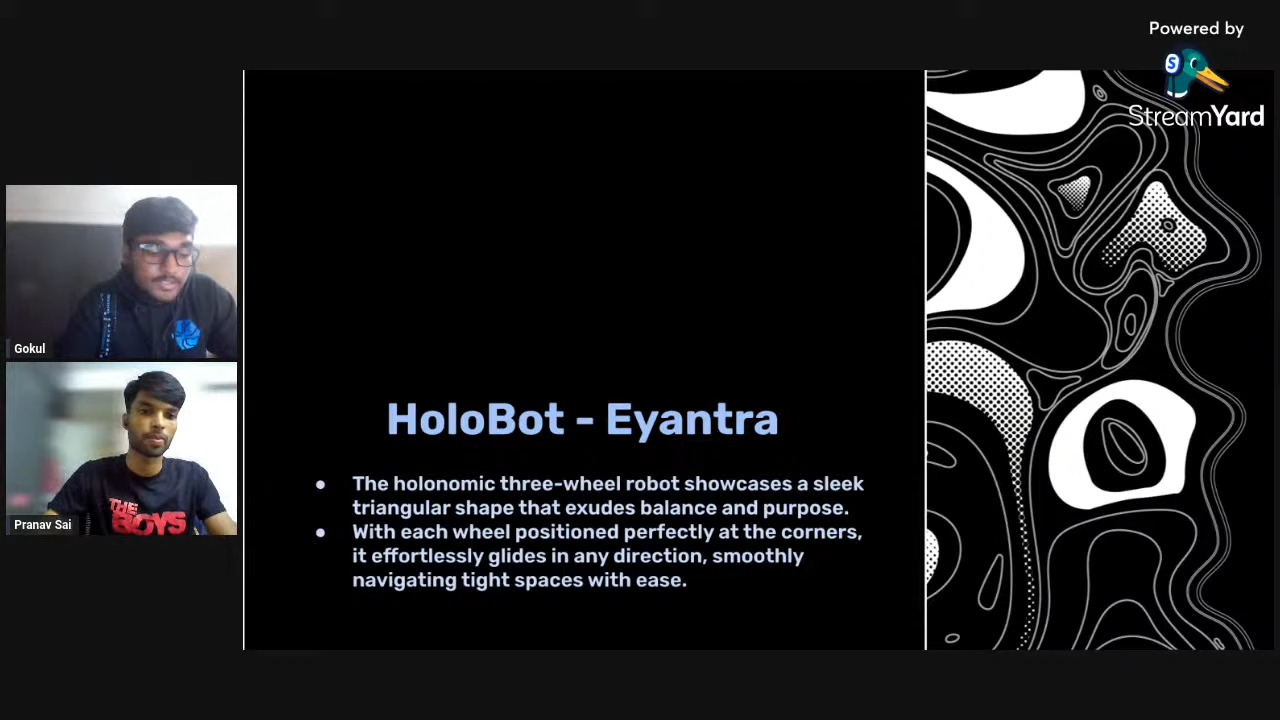 Powered by
S
StreamYard
Gokul
THE
BOYS
Pranav Sai
HoloBot - Eyantra
● The holonomic three-wheel robot showcases a sleek
triangular shape that exudes balance and purpose.
● With each wheel positioned perfectly at the corners,
it effortlessly glides in any direction, smoothly
navigating tight spaces with ease.